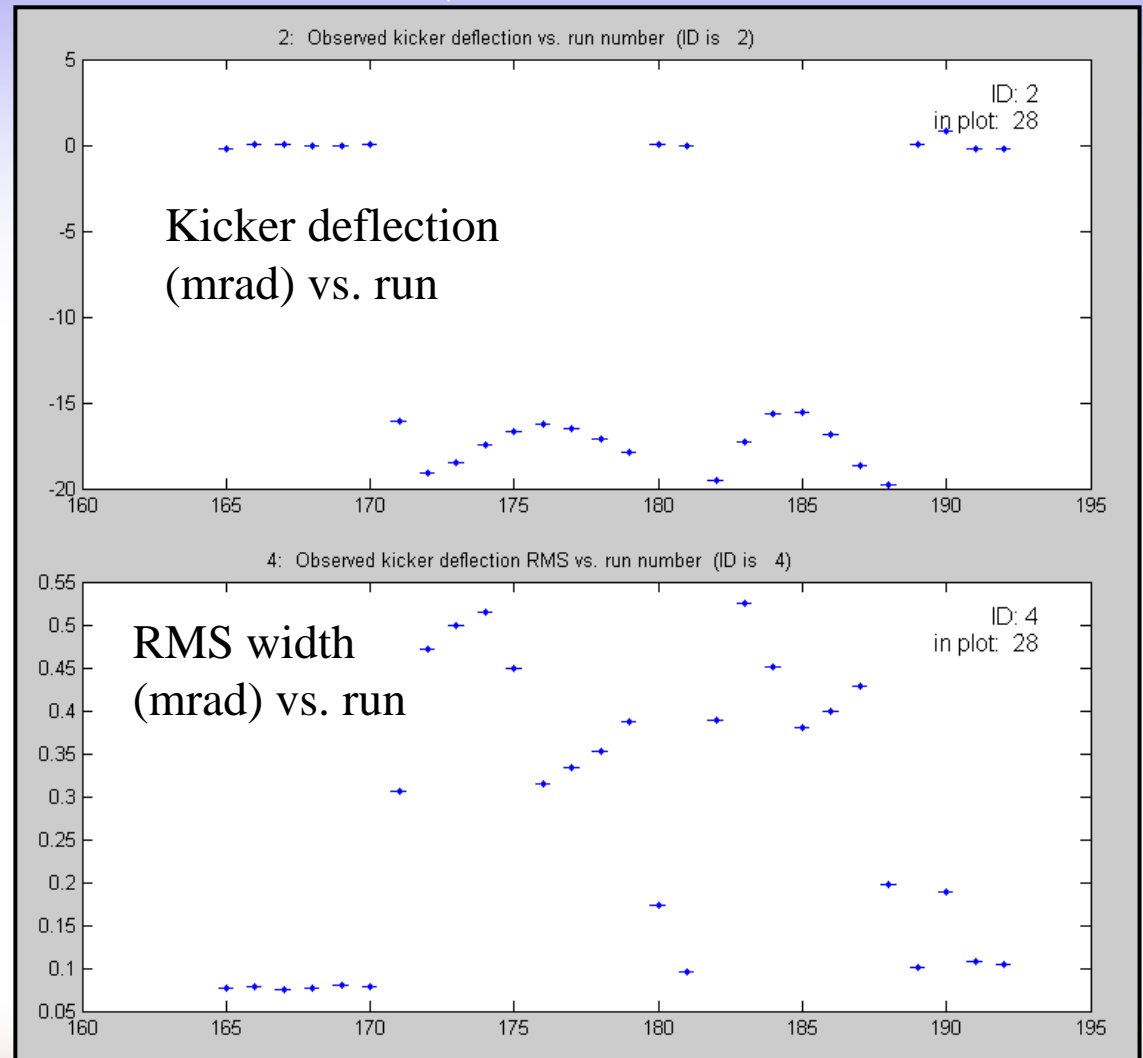 2: Observed kicker deflection vs. run number (ID is 2)
5
0
-5
-10
-15
-20
ID: 2
in plot: 28
Kicker deflection
(mrad) vs. run
160 165 170 175 180 185 190 195
4: Observed kicker deflection RMS vs. run number (ID is 4)
0.55
0.5
0.45
0.4
0.35
0.3
0.25
0.2
0.15
0.1
0.05
ID: 4
in plot: 28
RMS width
(mrad) vs. run
160 165 170 175 180 185 190 195